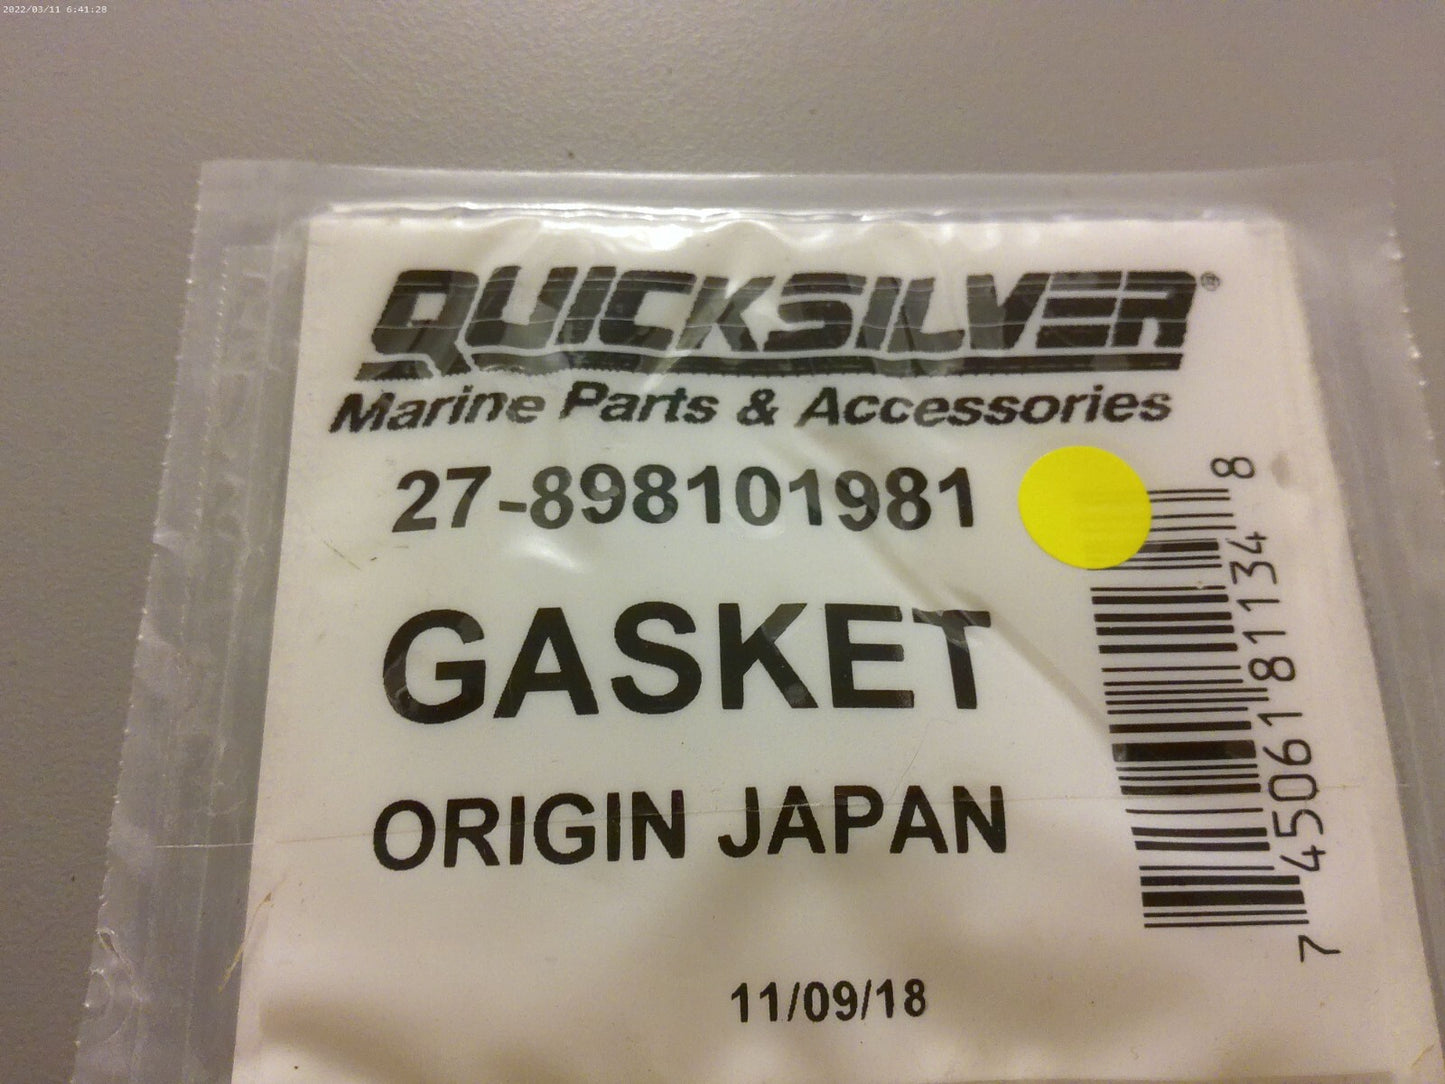 2022/03/11 6:41:28
QUICKSILVER®
Marine Parts & Accessories
27-898101981
GASKET
ORIGIN JAPAN
11/09/18
7 45061 81134 8